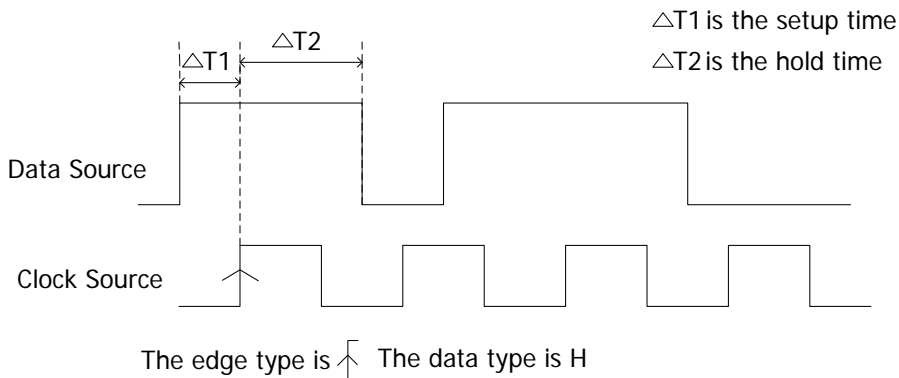 △T1 is the setup time
△T2 is the hold time
△T1
△T2
Data Source
Clock Source
The edge type is
The data type is H